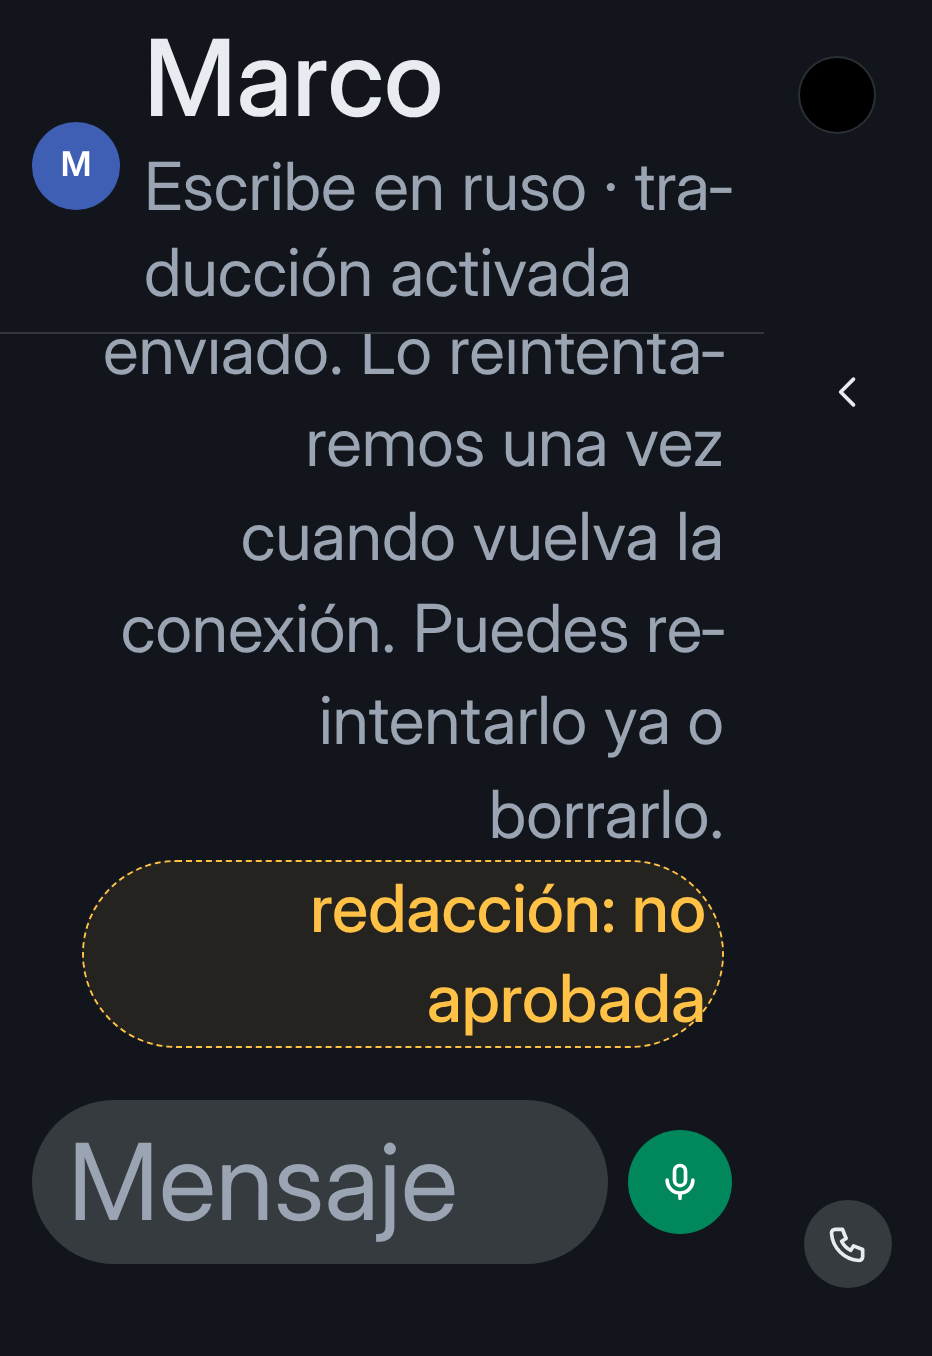 Marco
M
Escribe en ruso · tra-
ducción activada
enviado. Lo reintenta-
remos una vez
cuando vuelva la
conexión. Puedes re-
intentarlo ya o
borrarlo.
redacción: no
aprobada
Mensaje